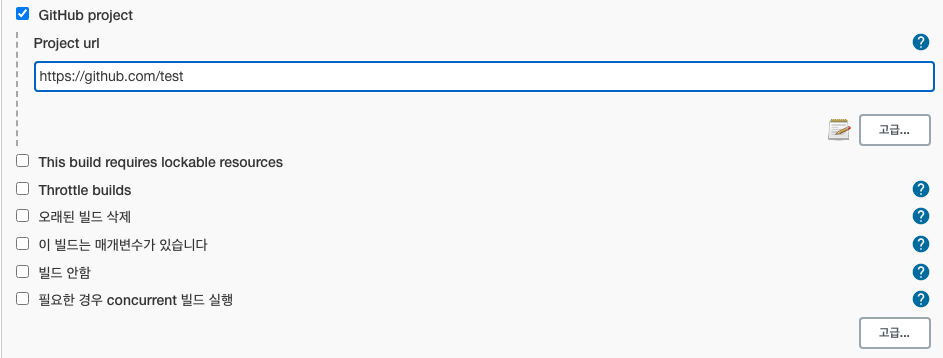 GitHub project
Project url
https://github.com/test
고급...
This build requires lockable resources
Throttle builds
오래된 빌드 삭제
이 빌드는 매개변수가 있습니다
빌드 안함
필요한 경우 concurrent 빌드 실행
고급...